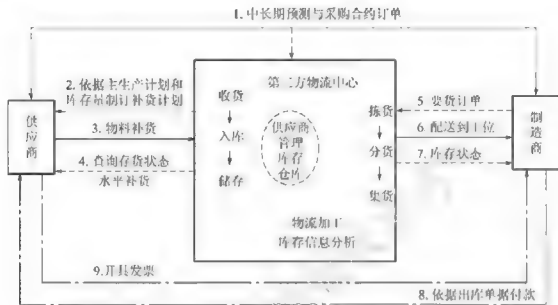 1. 中长期预测与采购合约订单
2. 依据主生产计划和
库存量制订补货计划
3. 物料补货
4. 查询存货状态
水平补货
供应商
收货
入库
储存
第三方物流中心
供应商
管理
库存
仓库
拣货
分货
集货
物流加工
库存信息分析
5 要货订单
6. 配送到工位
7. 库存状态
制造商
9.开具发票
8. 依据出库单据付款